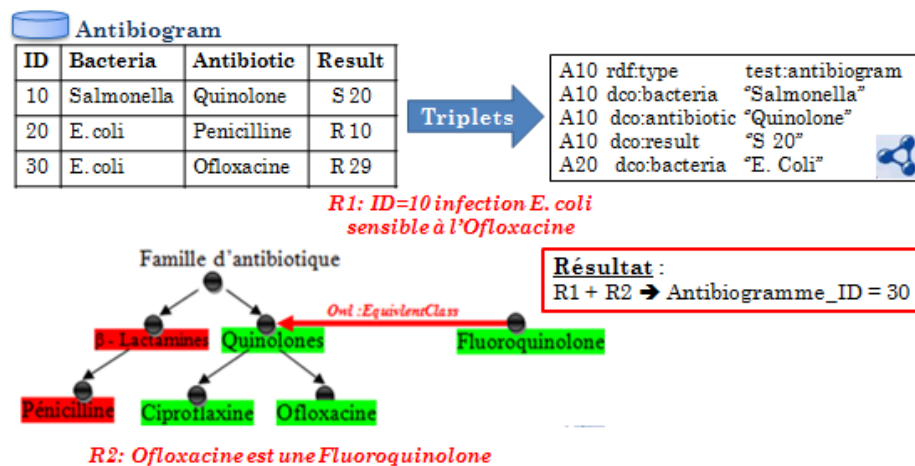 Antibiogram
ID Bacteria Antibiotic Result
10 Salmonella Quinolone S 20
20 E. coli Penicilline R 10
30 E. coli Ofloxacine R 29
Triplets
A10 rdf:type test:antibiogram
A10 dco:bacteria "Salmonella"
A10 dco:antibiotic "Quinolone"
A10 dco:result "S 20"
A20 dco:bacteria "E. Coli"
R1: ID=10 infection E. coli
sensible à l'Ofloxacine
Famille d'antibiotique
Résultat :
R1 + R2 ➔ Antibiogramme_ID = 30
Owl :EquivlentClass
β - Lactamines Quinolones Fluoroquinolone
Pénicilline Ciprotlaxine Ofloxacine
R2: Ofloxacine est une Fluoroquinolone